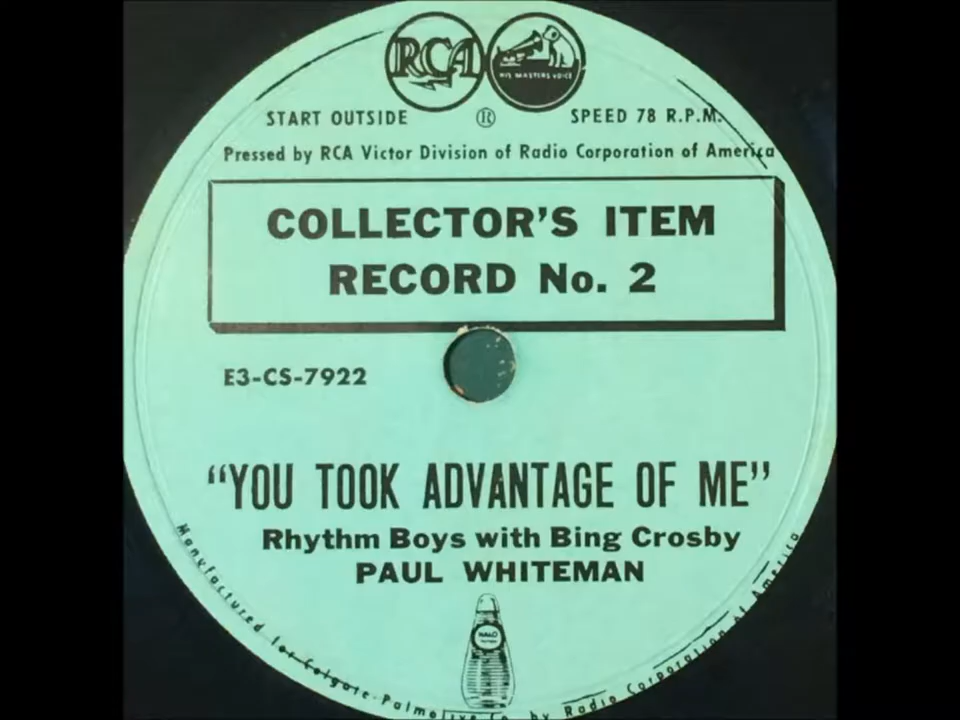 RCA
HIS MASTERS VOICE
START OUTSIDE ® SPEED 78 R.P.M.
Pressed by RCA Victor Division of Radio Corporation of America
COLLECTOR'S ITEM
RECORD No. 2
E3-CS-7922
"YOU TOOK ADVANTAGE OF ME"
Rhythm Boys with Bing Crosby
PAUL WHITEMAN
HALO
Manufactured for Colgate-Palmolive Co. by Radio Corporation of America